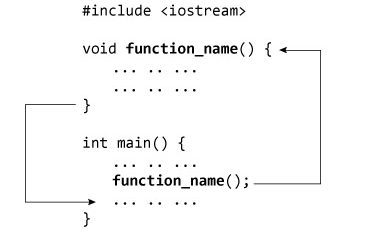 #include <iostream>
void function_name() {
... .. ...
... .. ...
}
int main() {
... .. ...
function_name();
... .. ...
}